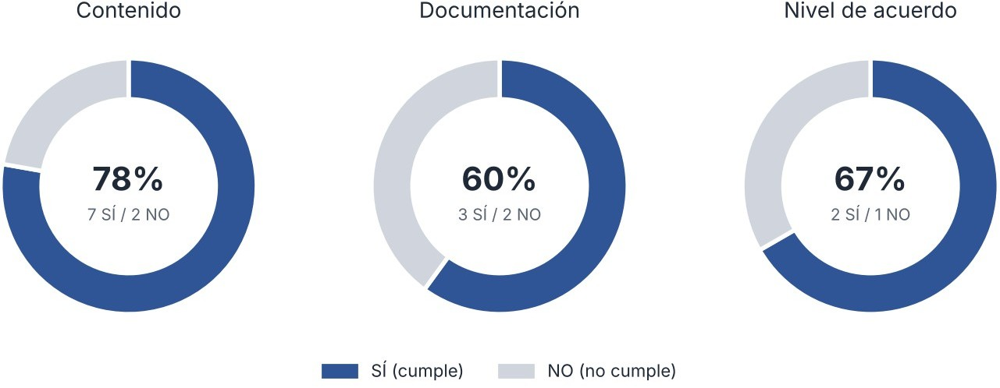 Contenido
Documentación
Nivel de acuerdo
78%
7 SÍ / 2 NO
60%
3 SÍ / 2 NO
67%
2 SÍ / 1 NO
SÍ (cumple)
NO (no cumple)